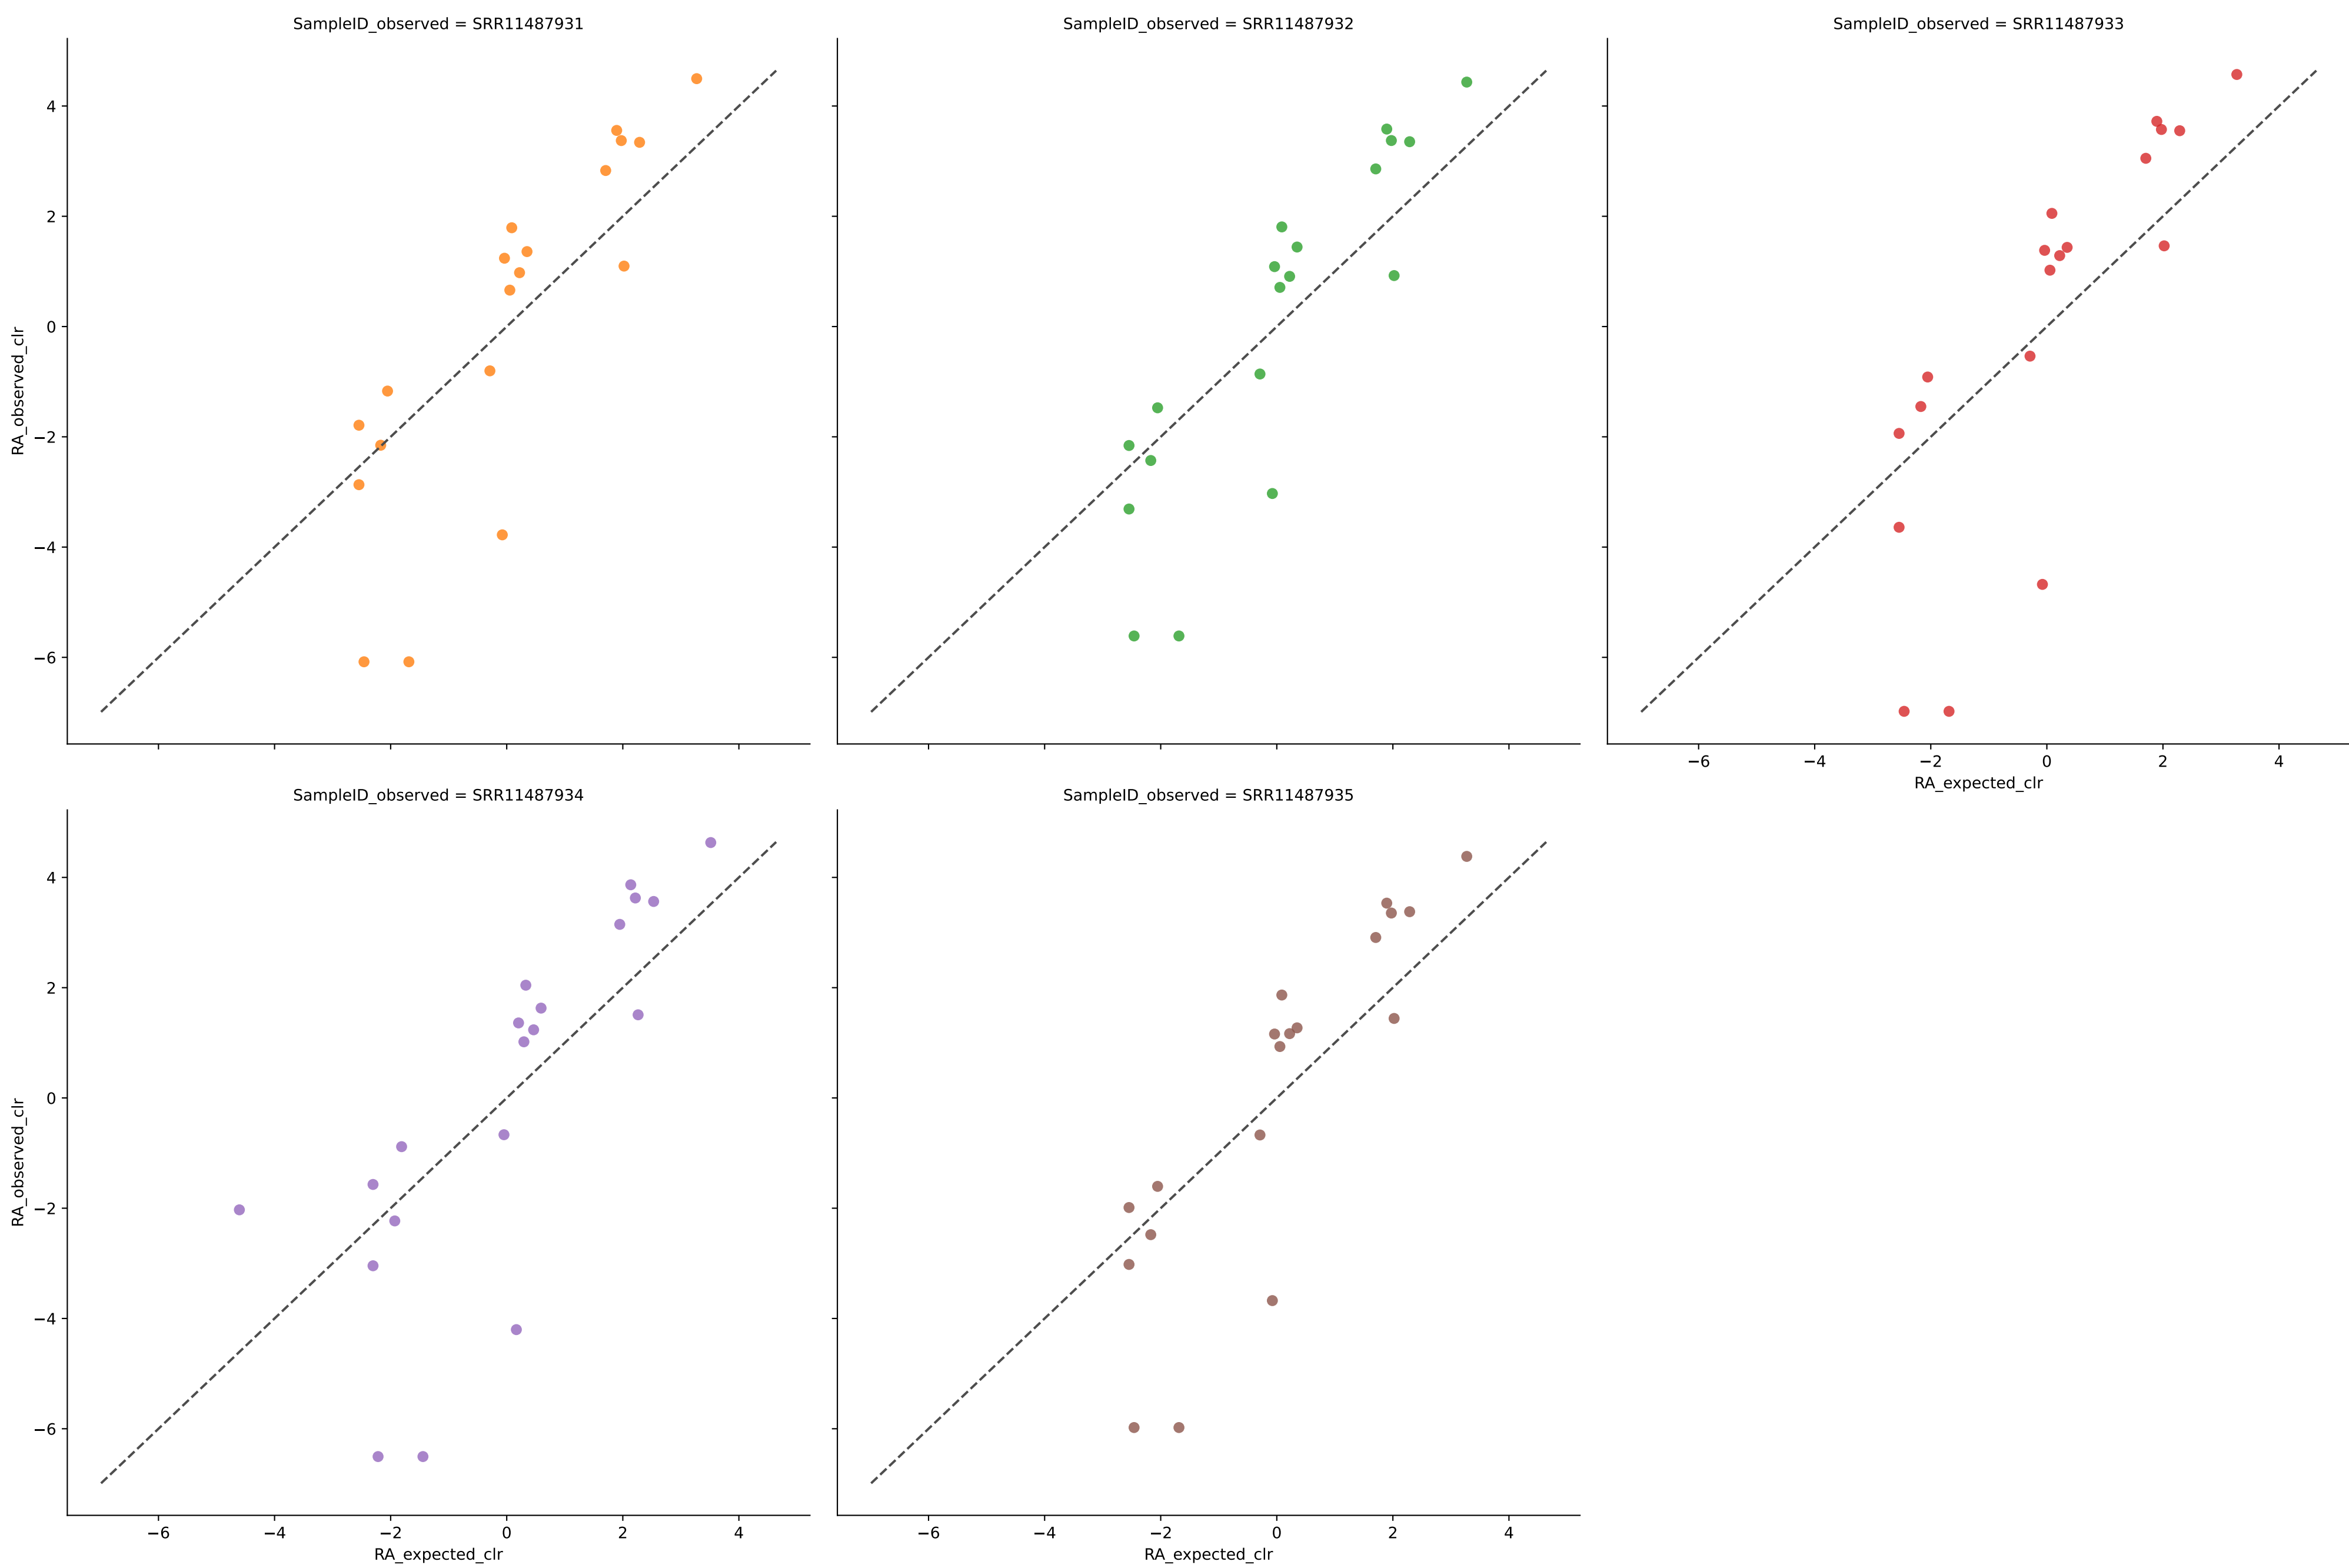 SampleID_observed = SRR11487931
SampleID_observed = SRR11487932
SampleID_observed = SRR11487933
4
2
0
−2
−4
−6
RA_observed_clr
−6 −4 −2 0 2 4
RA_expected_clr
SampleID_observed = SRR11487934
SampleID_observed = SRR11487935
4
2
0
−2
−4
−6
RA_observed_clr
−6 −4 −2 0 2 4
−6 −4 −2 0 2 4
RA_expected_clr
RA_expected_clr